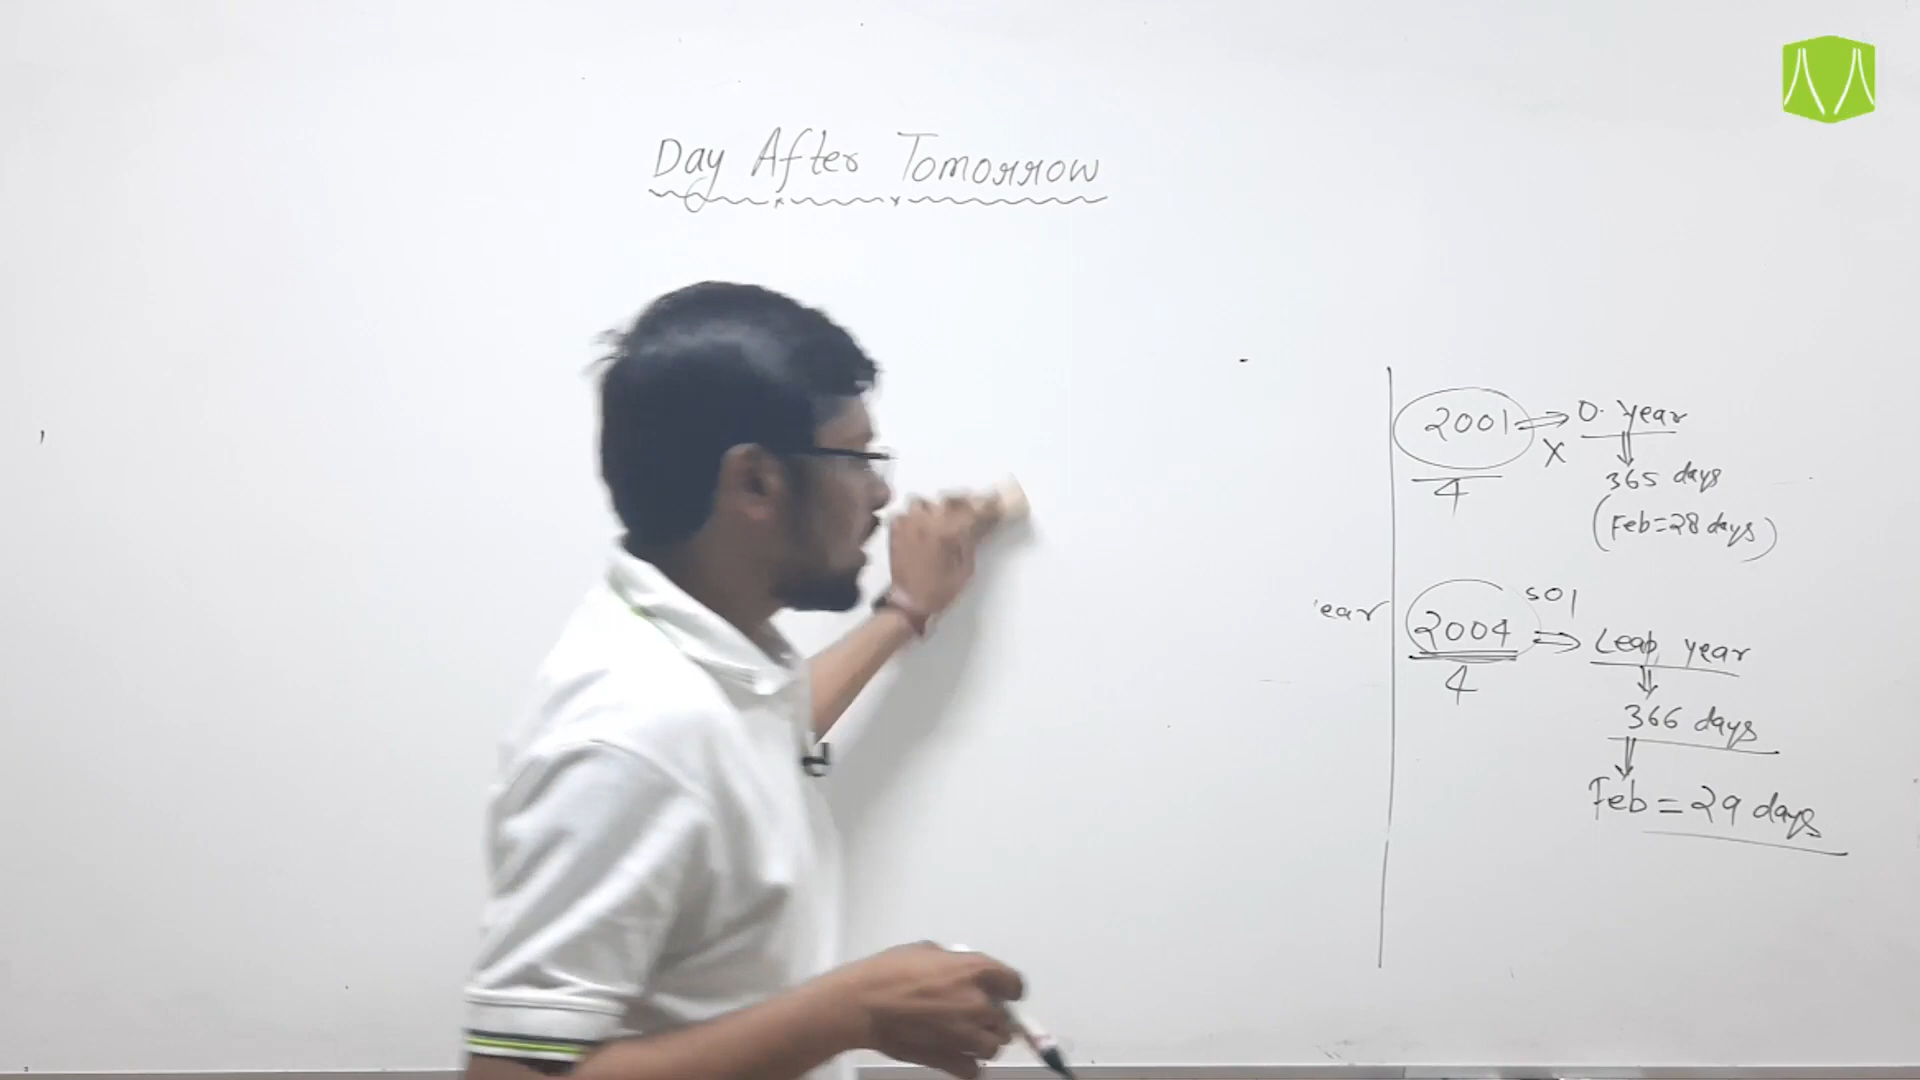 Day After Tomorrow
2001 ⇒ O. year
4 X
365 days
(Feb=28 days)
501
ear
2004 ⇒ Leap year
4
366 days
Feb = 29 days